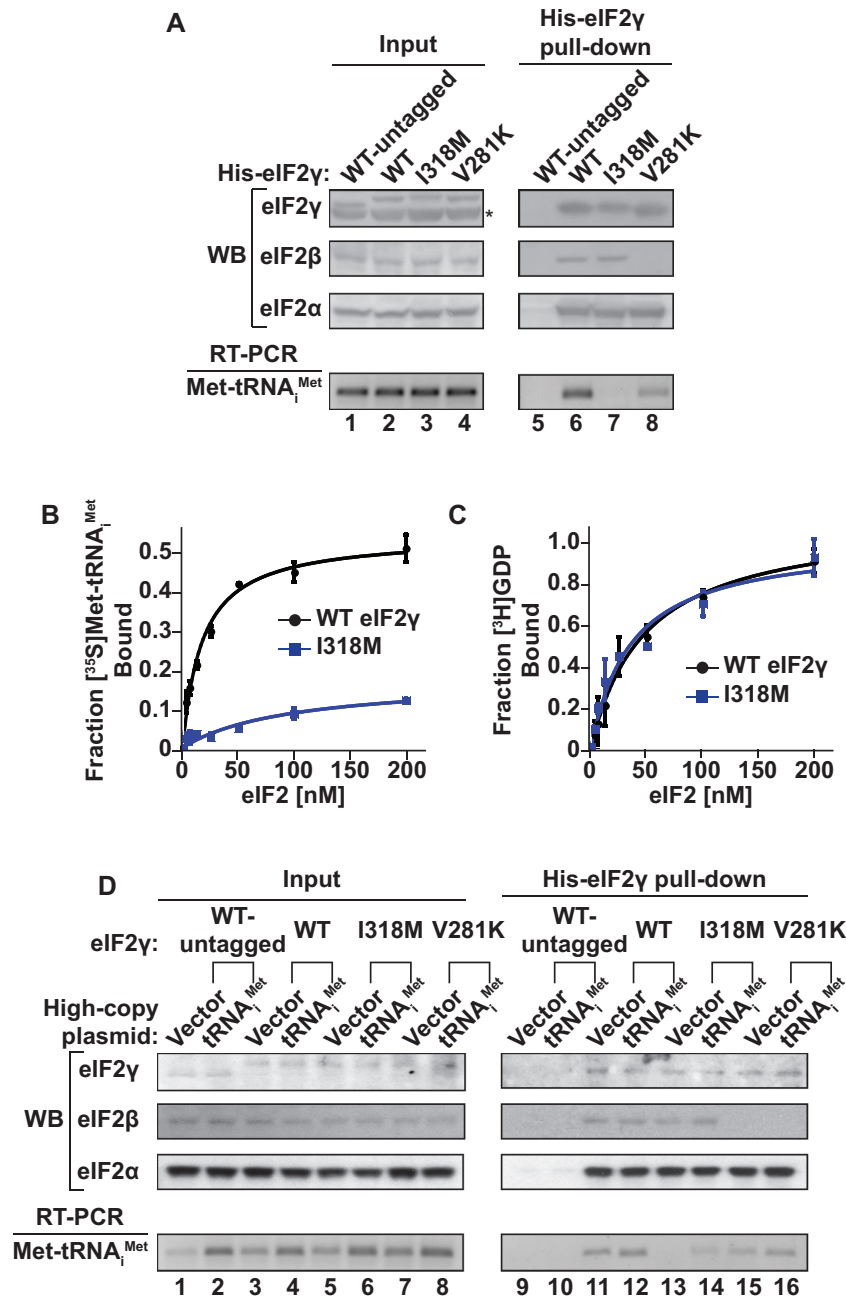 A
Input
His-eIF2γ
pull-down
His-eIF2γ:
WT-untagged
WT
I318M
V281K
WT-untagged
WT
I318M
V281K
WB
eIF2γ
*
eIF2β
eIF2α
RT-PCR
Met-tRNAiMet
1 2 3 4 5 6 7 8
B
Fraction [35S]Met-tRNAiMet
Bound
0.5
0.4
0.3
0.2
0.1
0
0 50 100 150 200
eIF2 [nM]
WT eIF2γ
I318M
C
Fraction [3H]GDP
Bound
1.0
0.8
0.6
0.4
0.2
0
0 50 100 150 200
eIF2 [nM]
WT eIF2γ
I318M
D
Input
His-eIF2γ pull-down
eIF2γ:
WT-
untagged
WT
I318M
V281K
WT-
untagged
WT
I318M
V281K
High-copy
plasmid:
Vector
tRNAiMet
Vector
tRNAiMet
Vector
tRNAiMet
Vector
tRNAiMet
Vector
tRNAiMet
Vector
tRNAiMet
Vector
tRNAiMet
Vector
tRNAiMet
WB
eIF2γ
eIF2β
eIF2α
RT-PCR
Met-tRNAiMet
1 2 3 4 5 6 7 8 9 10 11 12 13 14 15 16